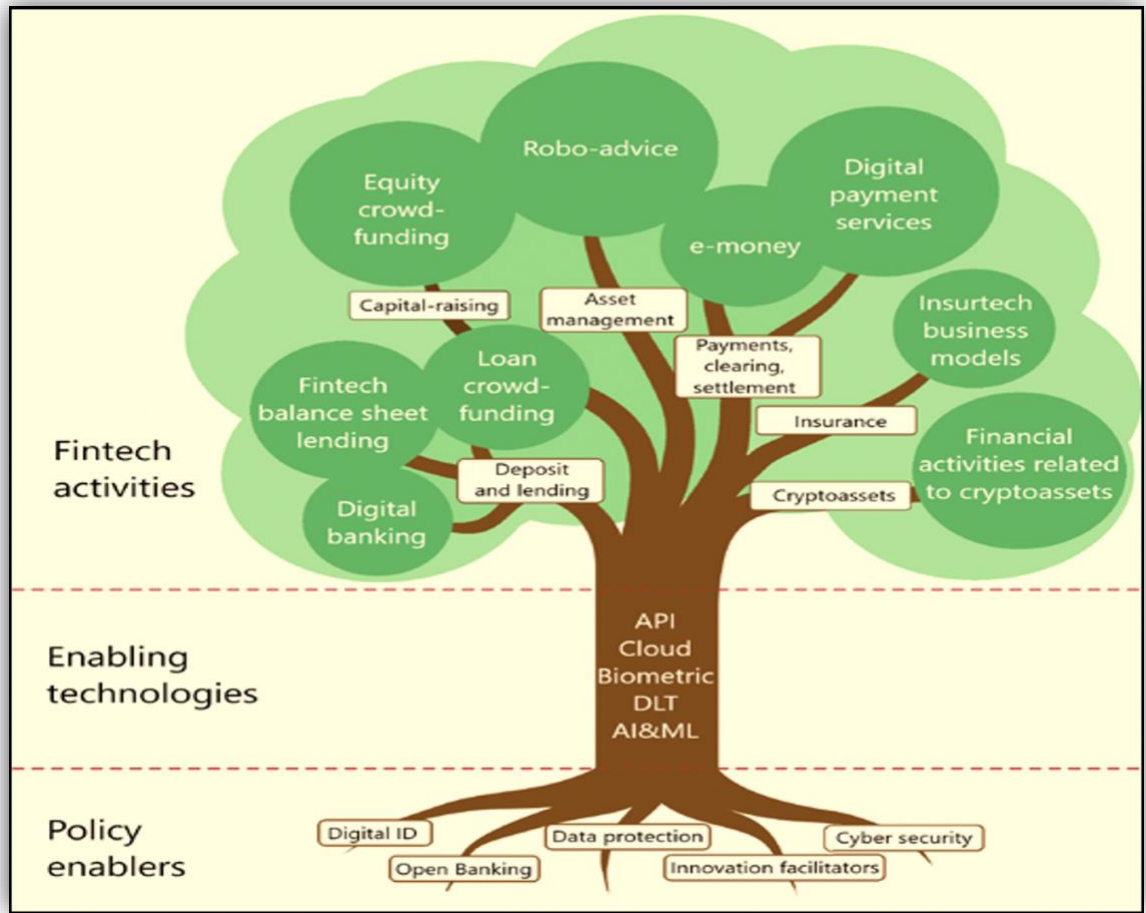 Robo-advice
Equity
crowd-
funding
Digital
payment
services
e-money
Capital-raising
Asset
management
Insurtech
business
models
Payments,
clearing,
settlement
Loan
crowd-
funding
Fintech
balance sheet
lending
Insurance
Financial
activities related
to cryptoassets
Deposit
and lending
Cryptoassets
Digital
banking
Fintech
activities
API
Cloud
Biometric
DLT
AI&ML
Enabling
technologies
Policy
enablers
Digital ID
Open Banking
Data protection
Innovation facilitators
Cyber security